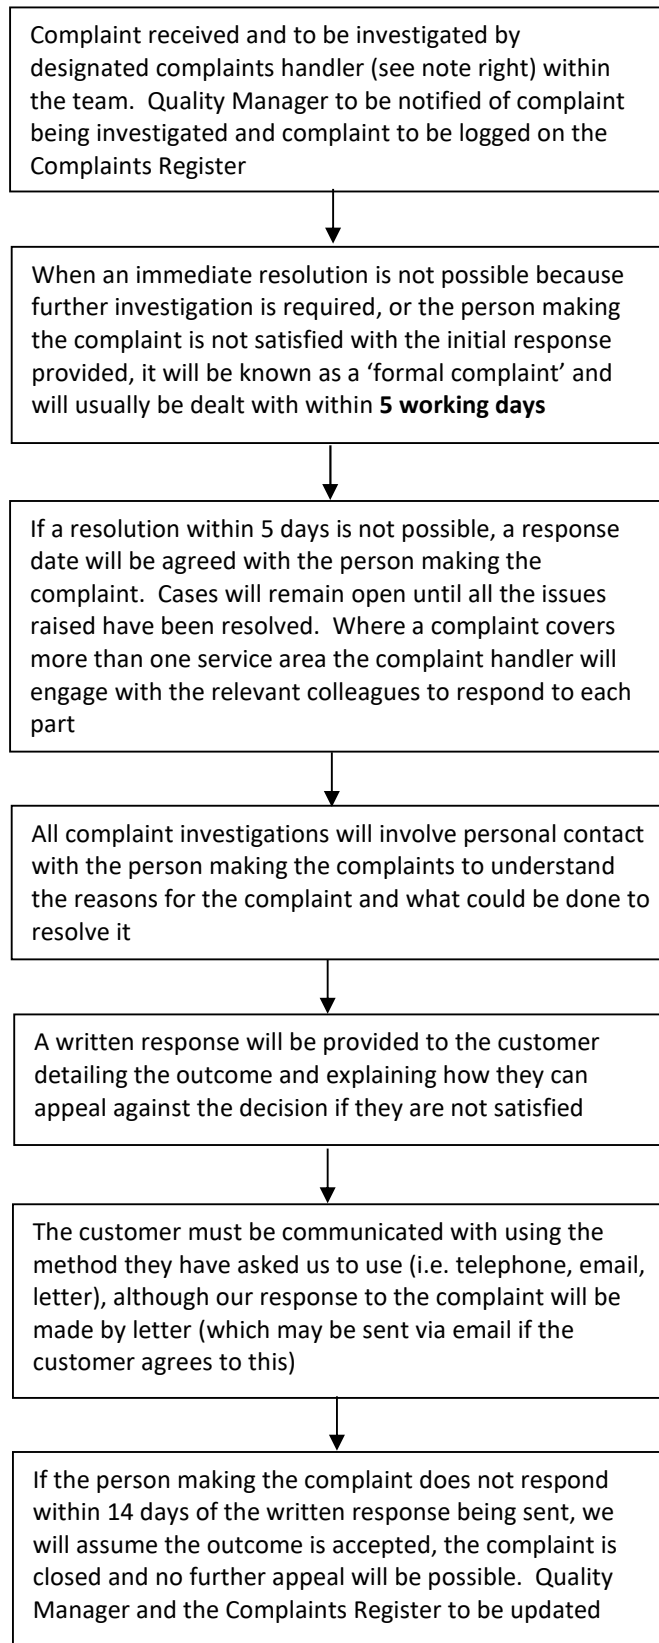 Complaint received and to be investigated by
designated complaints handler (see note right) within
the team.  Quality Manager to be notified of complaint
being investigated and complaint to be logged on the
Complaints Register
When an immediate resolution is not possible because
further investigation is required, or the person making
the complaint is not satisfied with the initial response
provided, it will be known as a ‘formal complaint’ and
will usually be dealt with within 5 working days
If a resolution within 5 days is not possible, a response
date will be agreed with the person making the
complaint.  Cases will remain open until all the issues
raised have been resolved.  Where a complaint covers
more than one service area the complaint handler will
engage with the relevant colleagues to respond to each
part
All complaint investigations will involve personal contact
with the person making the complaints to understand
the reasons for the complaint and what could be done to
resolve it
A written response will be provided to the customer
detailing the outcome and explaining how they can
appeal against the decision if they are not satisfied
The customer must be communicated with using the
method they have asked us to use (i.e. telephone, email,
letter), although our response to the complaint will be
made by letter (which may be sent via email if the
customer agrees to this)
If the person making the complaint does not respond
within 14 days of the written response being sent, we
will assume the outcome is accepted, the complaint is
closed and no further appeal will be possible.  Quality
Manager and the Complaints Register to be updated